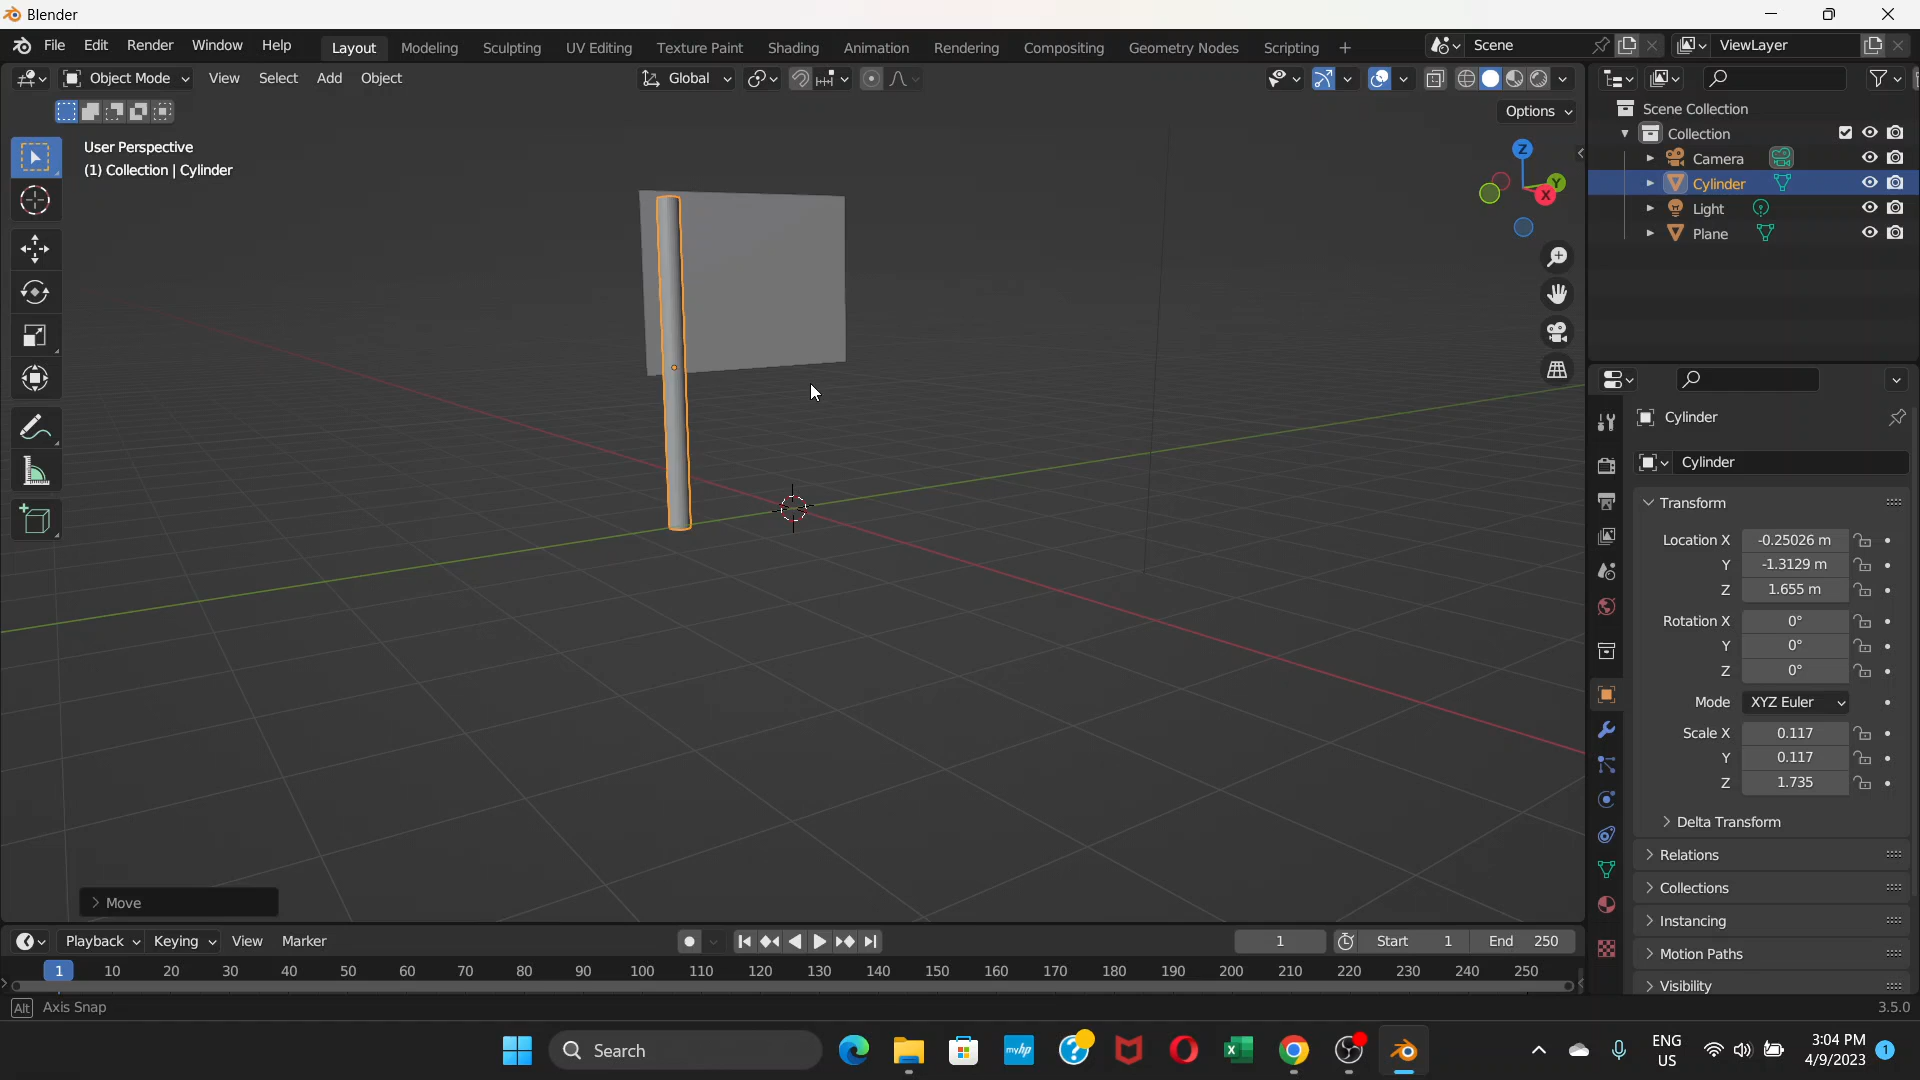 Blender
File Edit Render Window Help Layout Modeling Sculpting UV Editing Texture Paint Shading Animation Rendering Compositing Geometry Nodes Scripting + Scene ViewLayer
Object Mode View Select Add Object Global
Options
User Perspective
(1) Collection | Cylinder
Z
Y
X
Scene Collection
Collection
Camera
Cylinder
Light
Plane
Cylinder
Cylinder
Transform
Location X -0.25026 m
Y -1.3129 m
Z 1.655 m
Rotation X 0°
Y 0°
Z 0°
Mode XYZ Euler
Scale X 0.117
Y 0.117
Z 1.735
Delta Transform
Relations
Collections
Instancing
Motion Paths
Visibility
Move
Playback Keying View Marker 1 Start 1 End 250
1 10 20 30 40 50 60 70 80 90 100 110 120 130 140 150 160 170 180 190 200 210 220 230 240 250
Alt Axis Snap 3.5.0
Search myhp ENG US 3:04 PM 4/9/2023 1